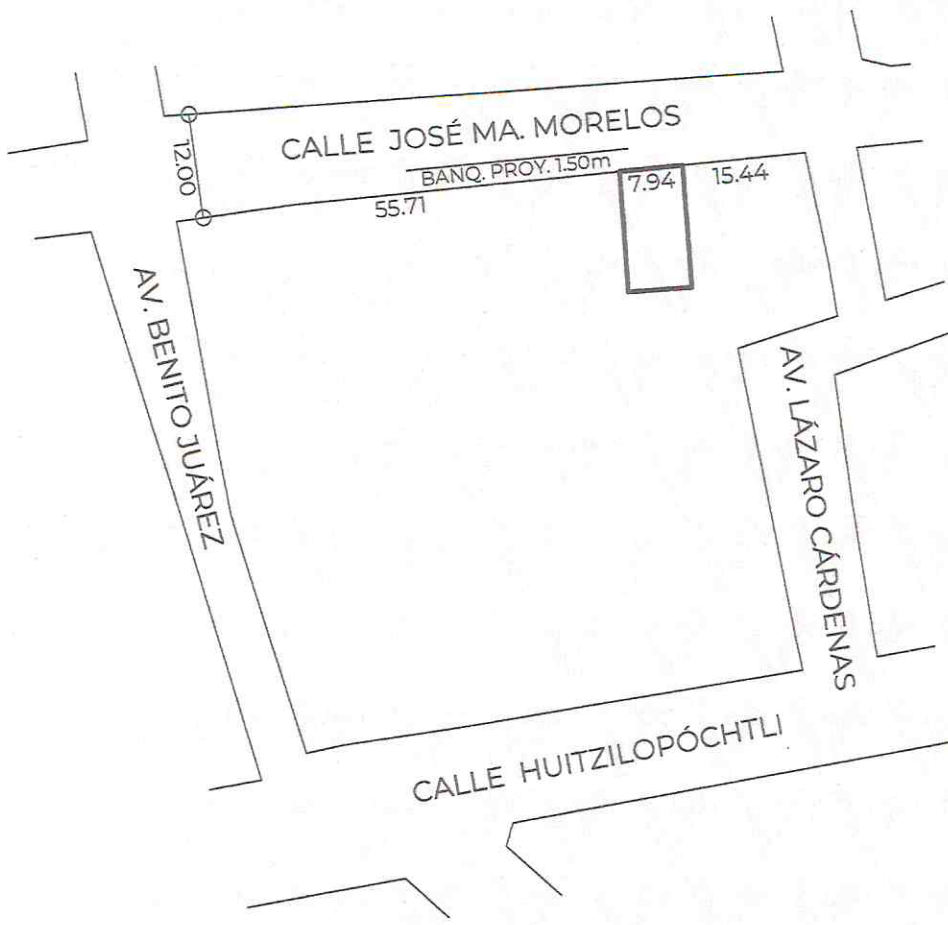 CALLE JOSÉ MA. MORELOS
12.00
BANQ. PROY. 1.50m
7.94
15.44
55.71
AV. BENITO JUÁREZ
AV. LÁZARO CÁRDENAS
CALLE HUITZILOPÓCHTLI